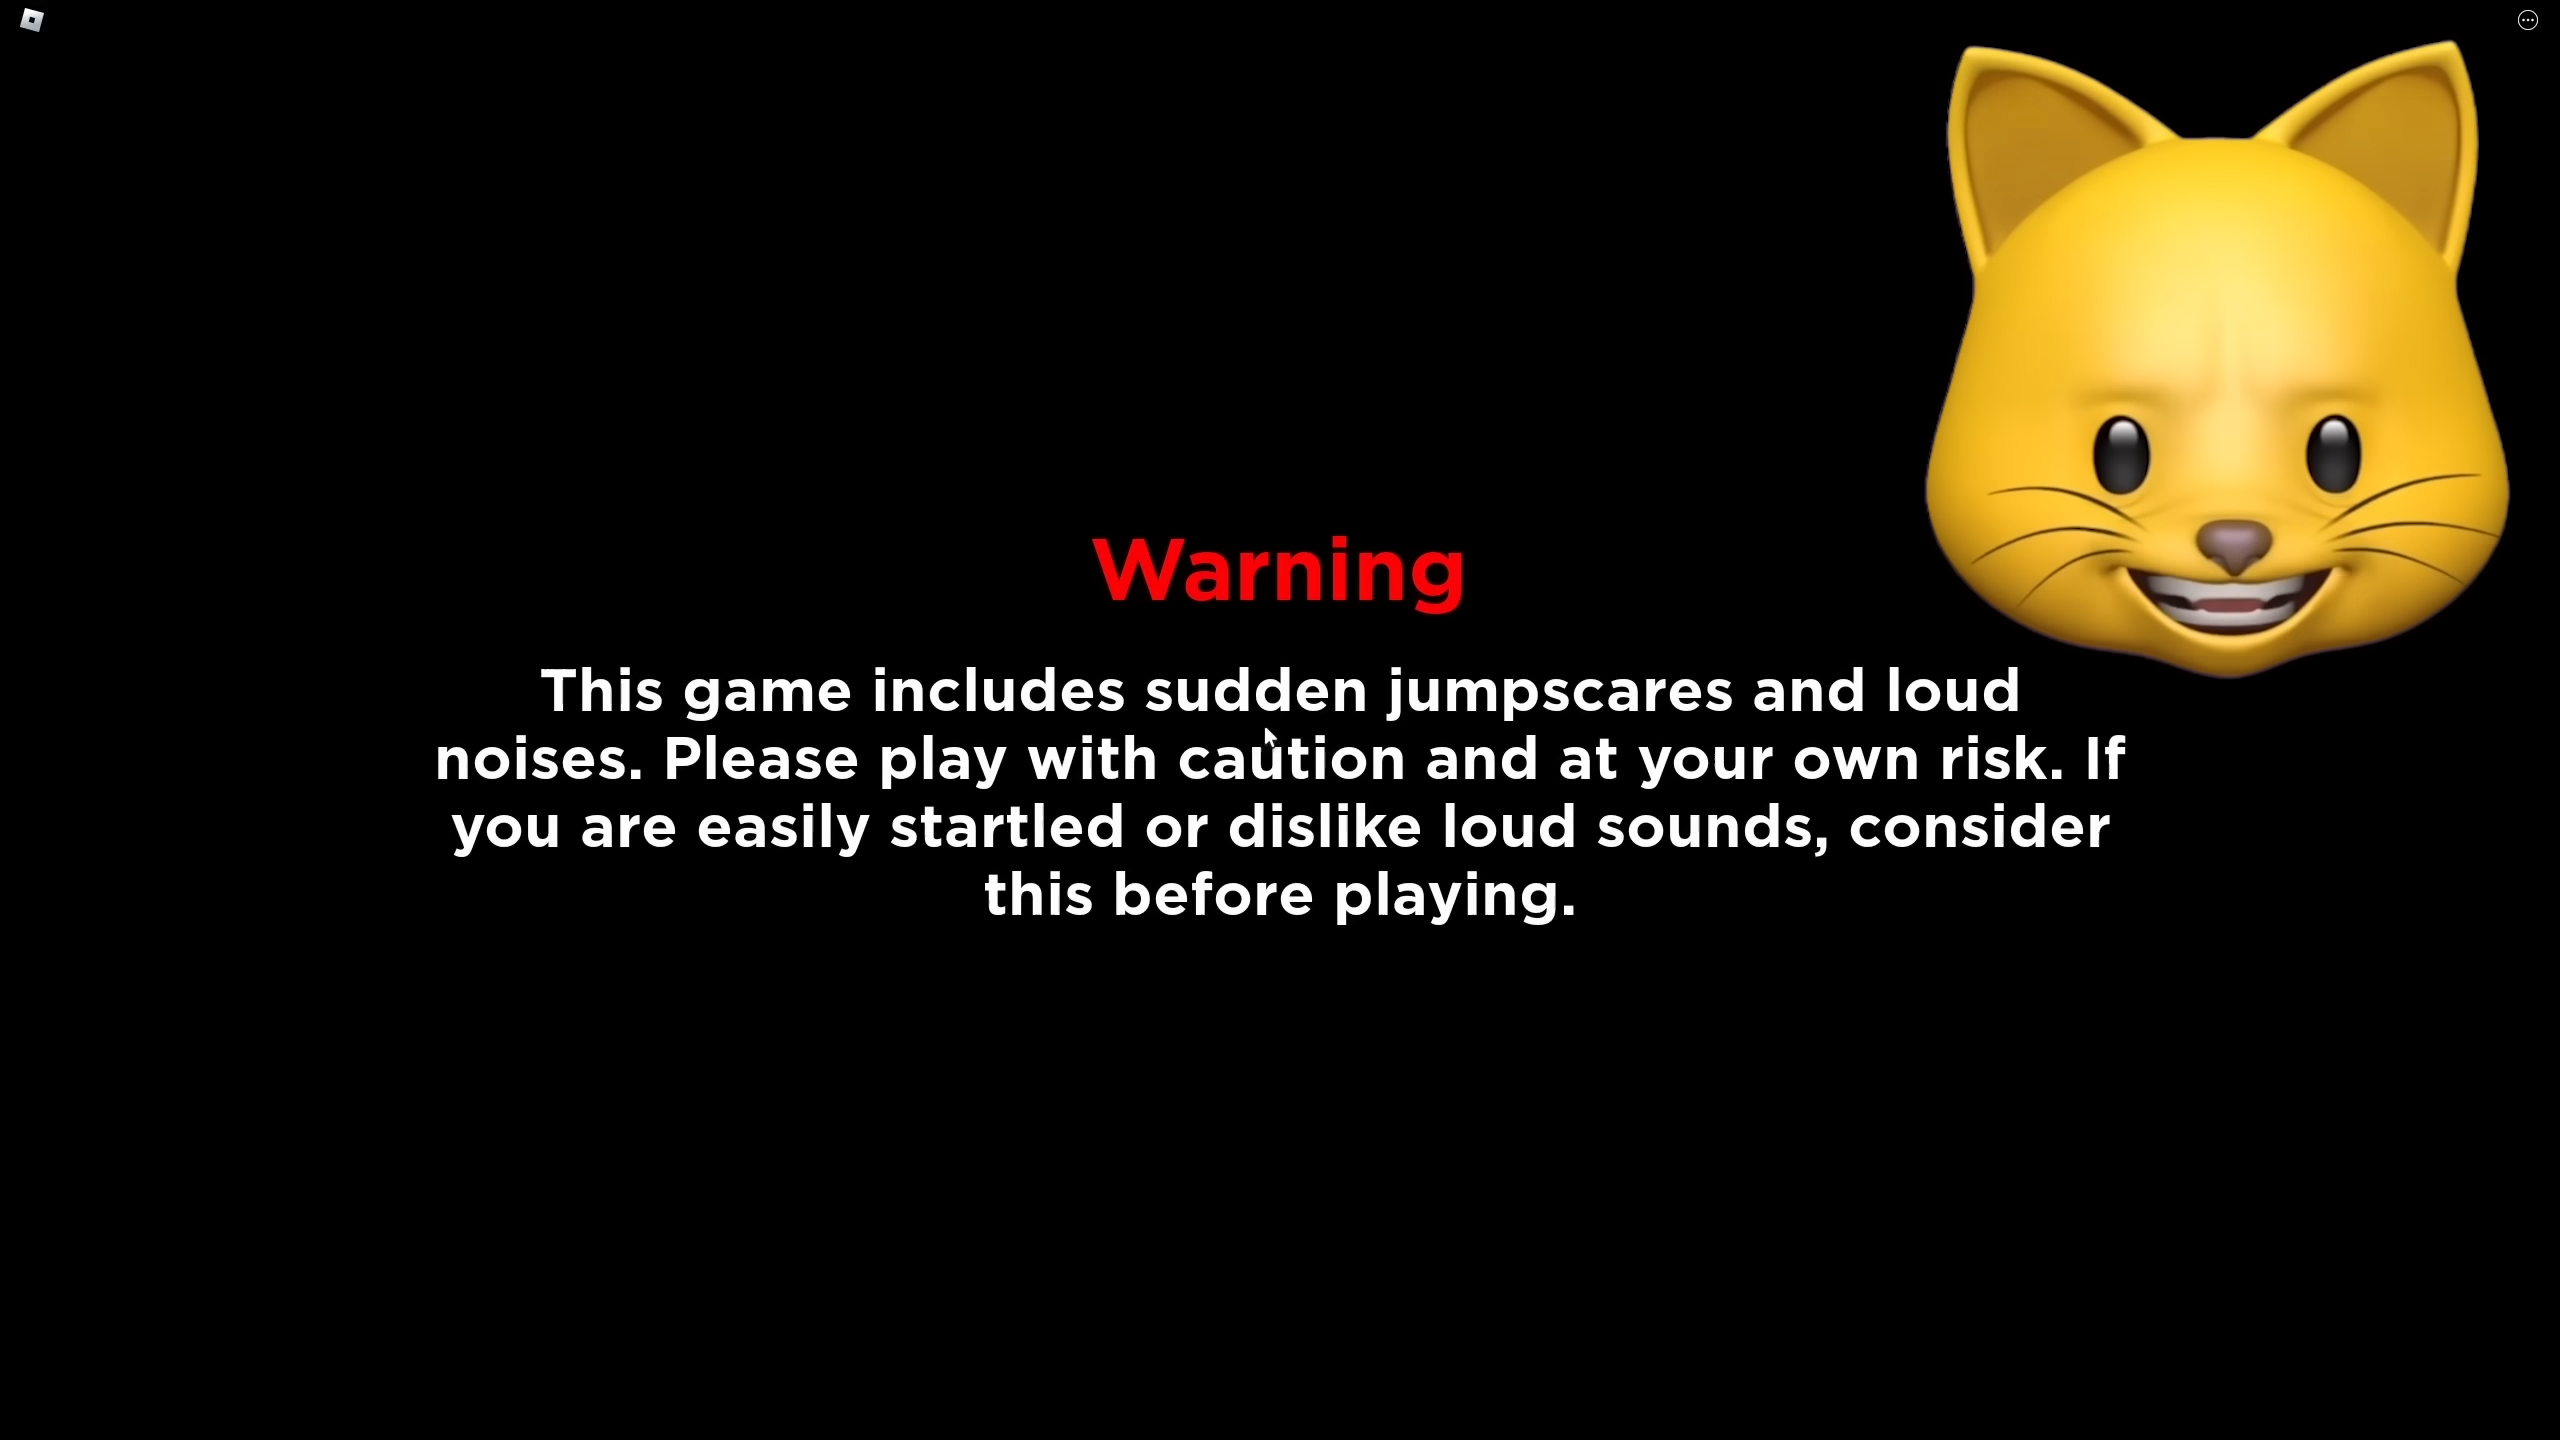 Warning
This game includes sudden jumpscares and loud
noises. Please play with caution and at your own risk. If
you are easily startled or dislike loud sounds, consider
this before playing.